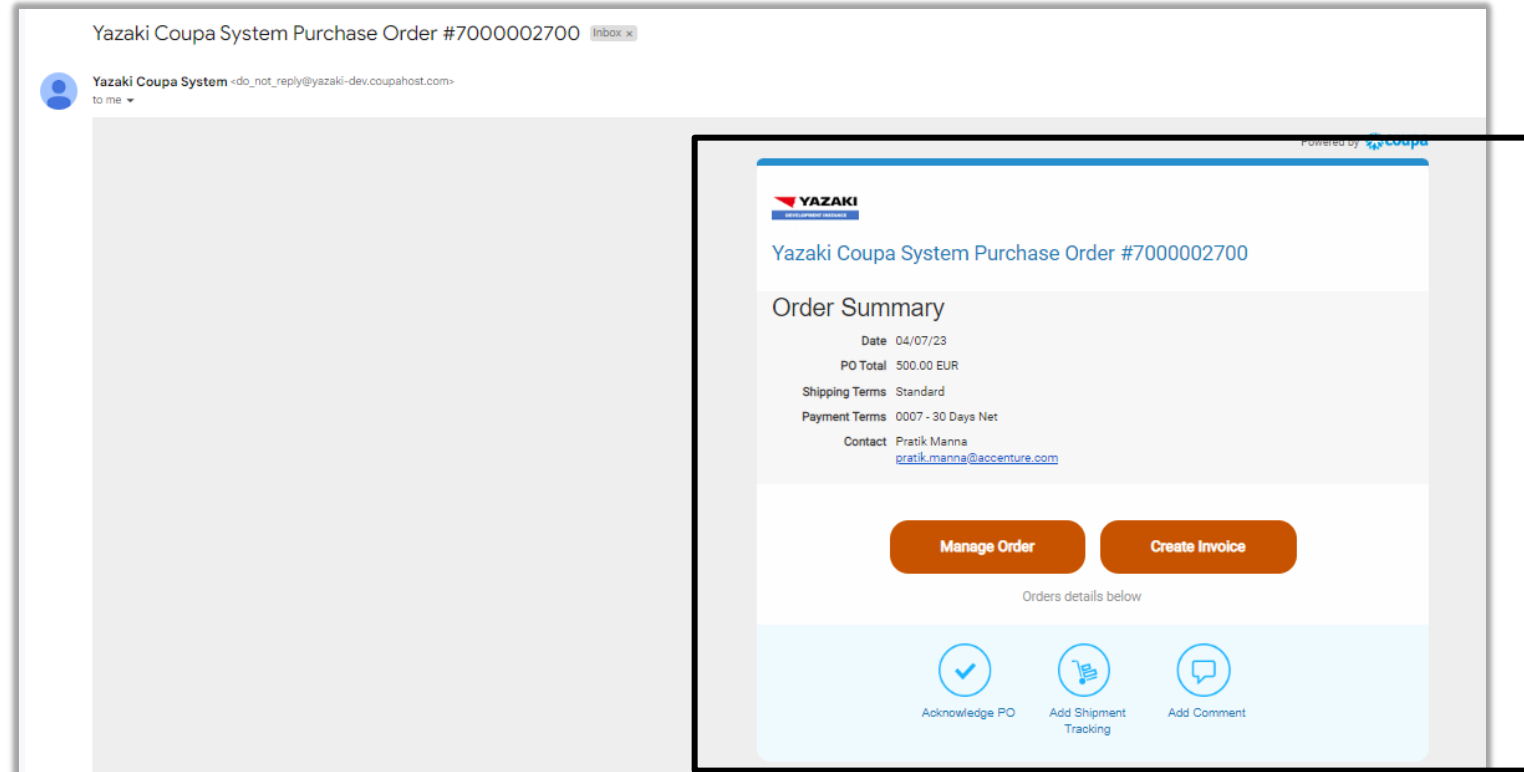 Yazaki Coupa System Purchase Order #7000002700 Inbox x
Yazaki Coupa System <do_not_reply@yazaki-dev.coupahost.com>
to me
Powered by coupa
YAZAKI
DEVELOPMENT INSTANCE
Yazaki Coupa System Purchase Order #7000002700
Order Summary
Date 04/07/23
PO Total 500.00 EUR
Shipping Terms Standard
Payment Terms 0007 - 30 Days Net
Contact Pratik Manna
pratik.manna@accenture.com
Manage Order Create Invoice
Orders details below
Acknowledge PO Add Shipment Add Comment
Tracking